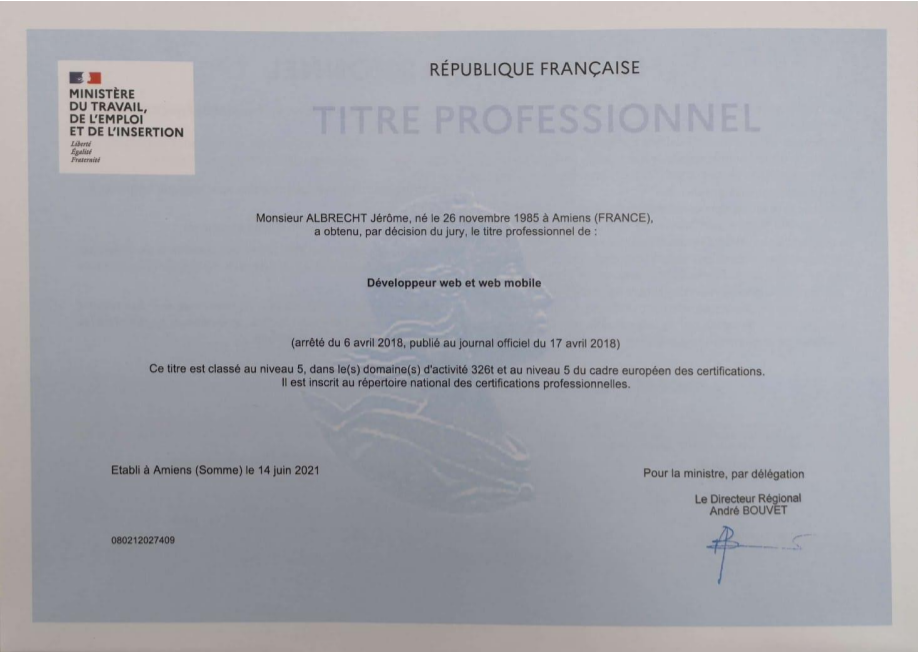 MINISTÈRE
DU TRAVAIL,
DE L'EMPLOI
ET DE L'INSERTION
Liberté
Égalité
Fraternité
RÉPUBLIQUE FRANÇAISE
TITRE PROFESSIONNEL
Monsieur ALBRECHT Jérôme, né le 26 novembre 1985 à Amiens (FRANCE),
a obtenu, par décision du jury, le titre professionnel de :
Développeur web et web mobile
(arrêté du 6 avril 2018, publié au journal officiel du 17 avril 2018)
Ce titre est classé au niveau 5, dans le(s) domaine(s) d'activité 326t et au niveau 5 du cadre européen des certifications.
Il est inscrit au répertoire national des certifications professionnelles.
Etabli à Amiens (Somme) le 14 juin 2021
Pour la ministre, par délégation
Le Directeur Régional
André BOUVET
080212027409